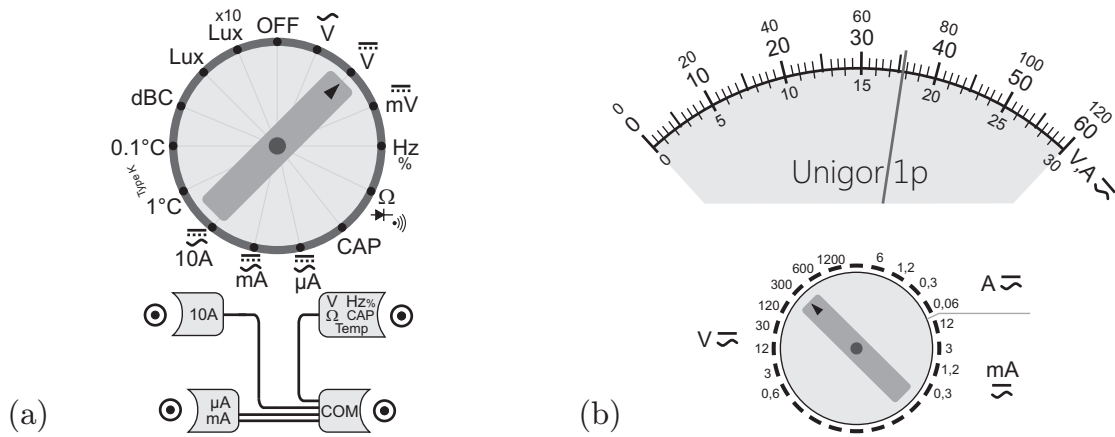 x10
Lux
OFF
V
V
mV
Hz
%
Ω
CAP
µA
mA
10A
1°C
Type K
0.1°C
dBC
Lux
10A
V Hz%
Ω CAP
Temp
µA
mA
COM
(a)
0 20 40 60 80 100 120
0 10 20 30 40 50 60
0 5 10 15 20 25 30
V,A
Unigor 1p
V
0,6
3
12
30
120
300
600
1200
6
1,2
0,3
0,06
A
12
3
1,2
0,3
mA
(b)